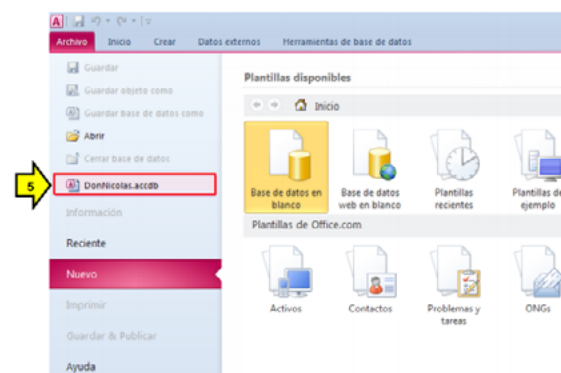 A
Archivo Inicio Crear Datos externos Herramientas de base de datos
Guardar
Guardar objeto como
Guardar base de datos como
Abrir
Cerrar base de datos
5
DonNicolas.accdb
Información
Reciente
Nuevo
Imprimir
Guardar & Publicar
Ayuda
Plantillas disponibles
Inicio
Base de datos en
blanco
Base de datos
web en blanco
Plantillas
recientes
Plantillas de
ejemplo
Plantillas de Office.com
Activos
Contactos
Problemas y
tareas
ONGs